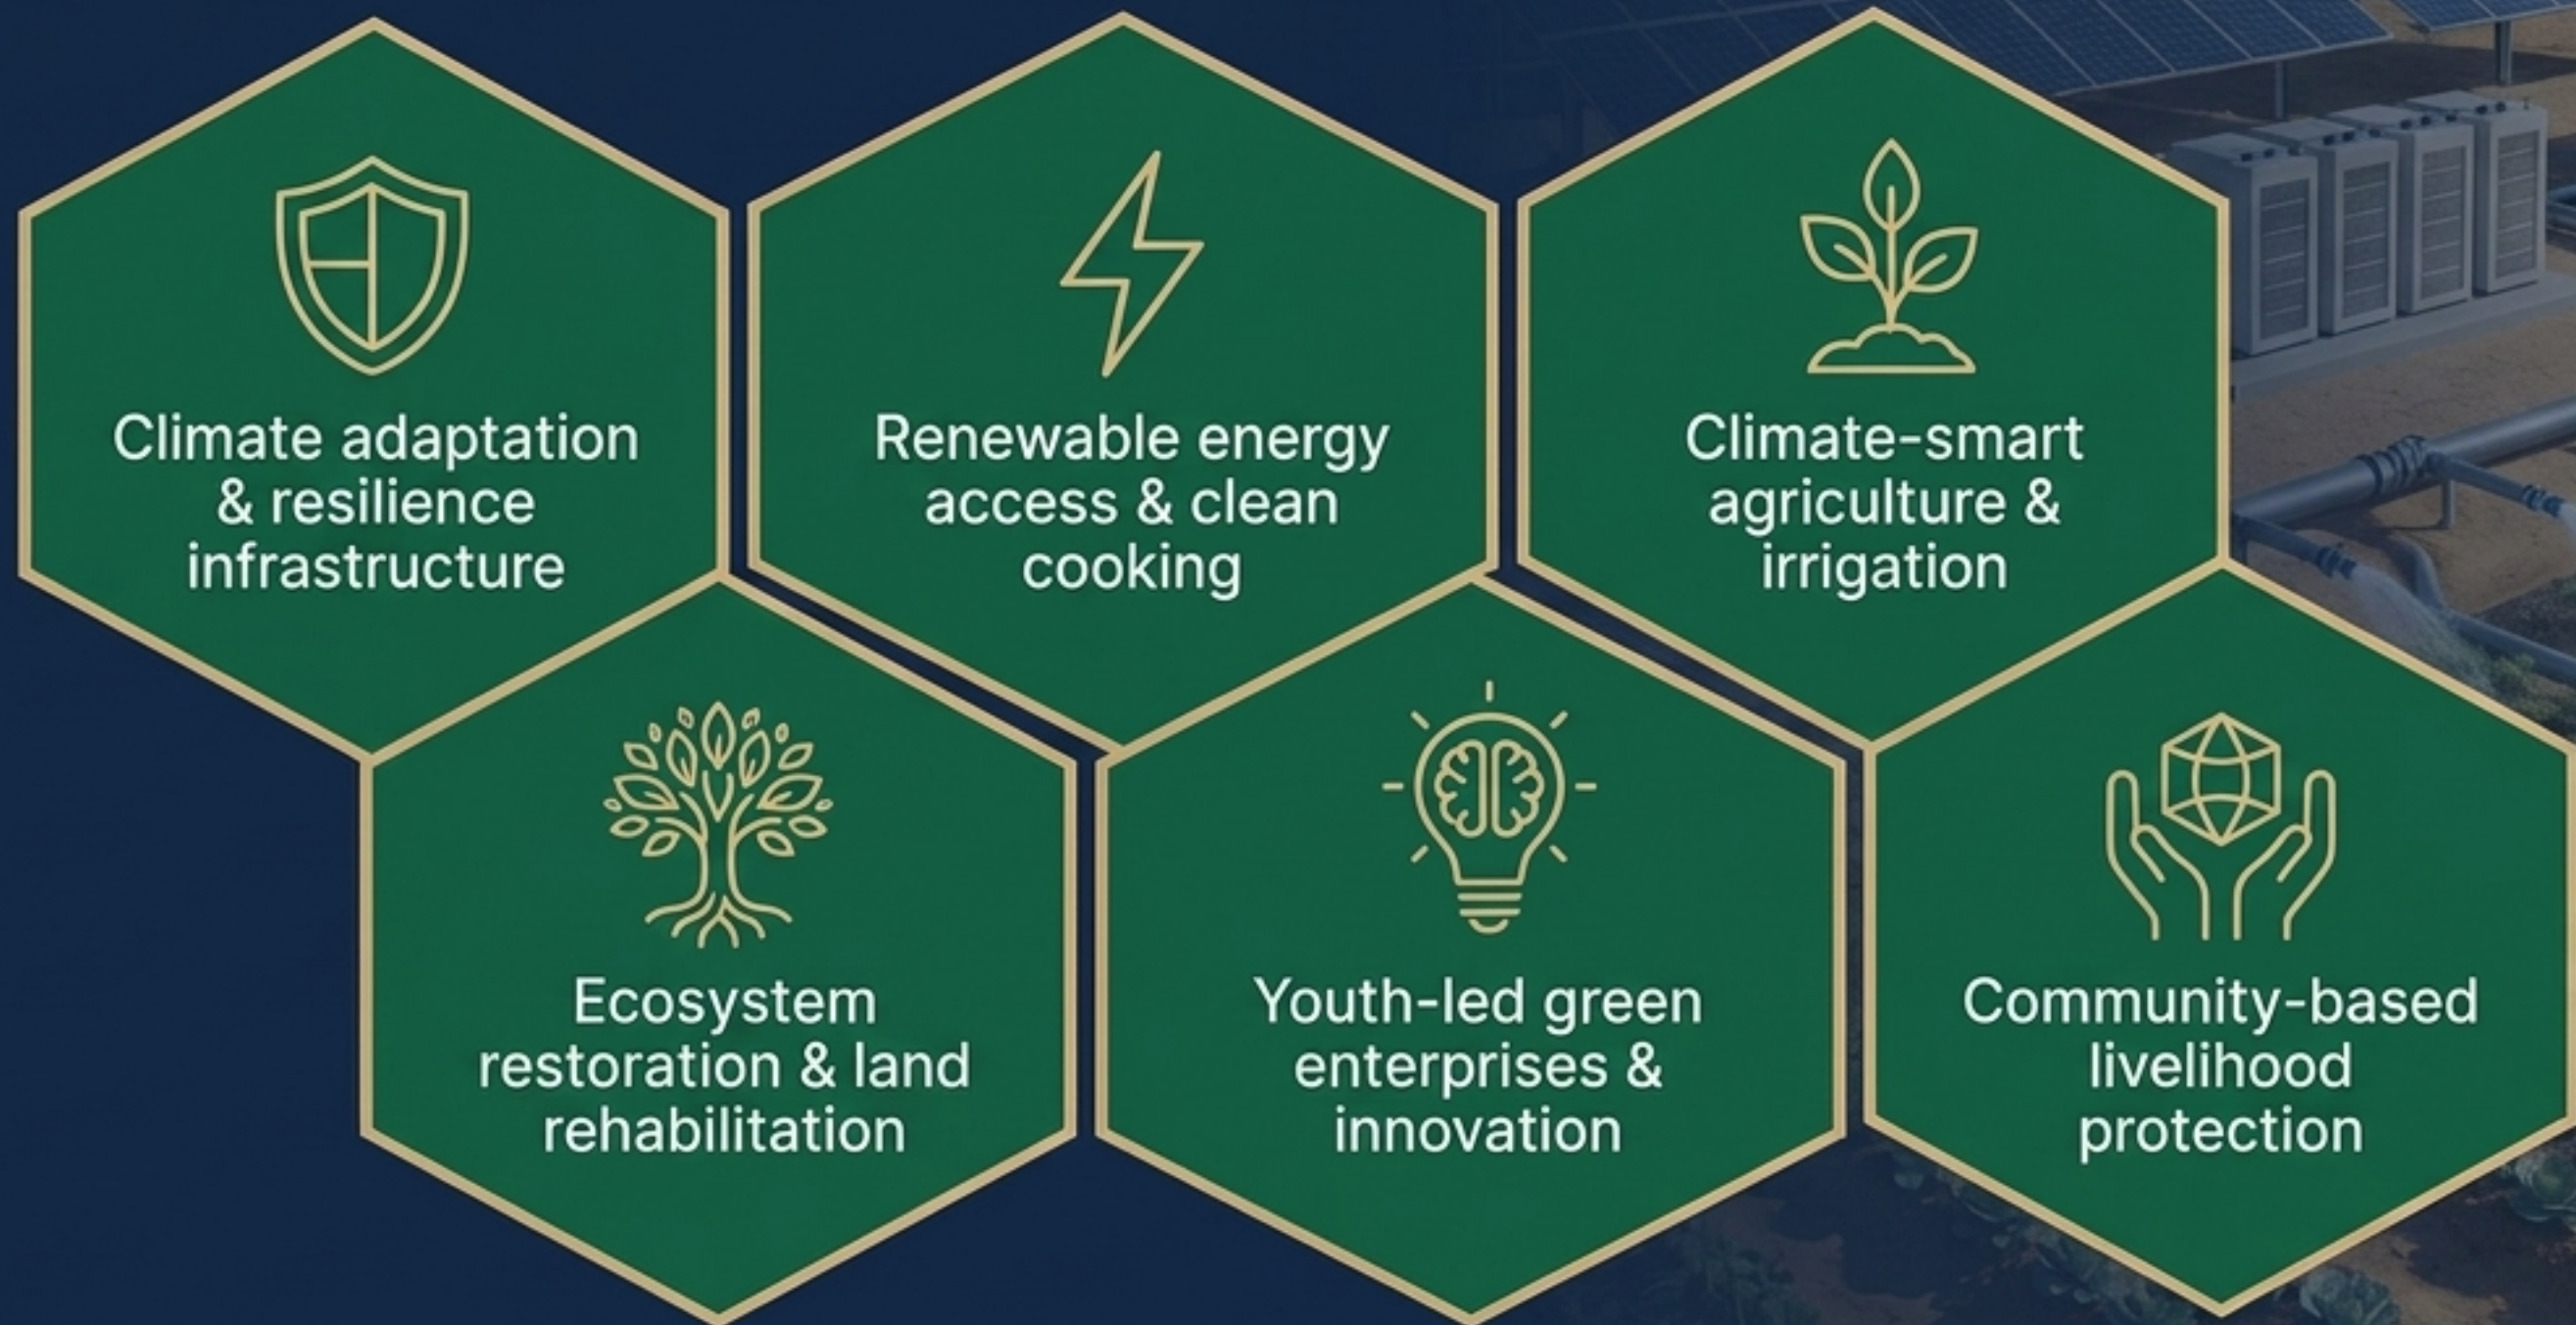 Climate adaptation
& resilience
infrastructure
Renewable energy
access & clean
cooking
Climate-smart
agriculture &
irrigation
Ecosystem
restoration & land
rehabilitation
Youth-led green
enterprises &
innovation
Community-based
livelihood
protection